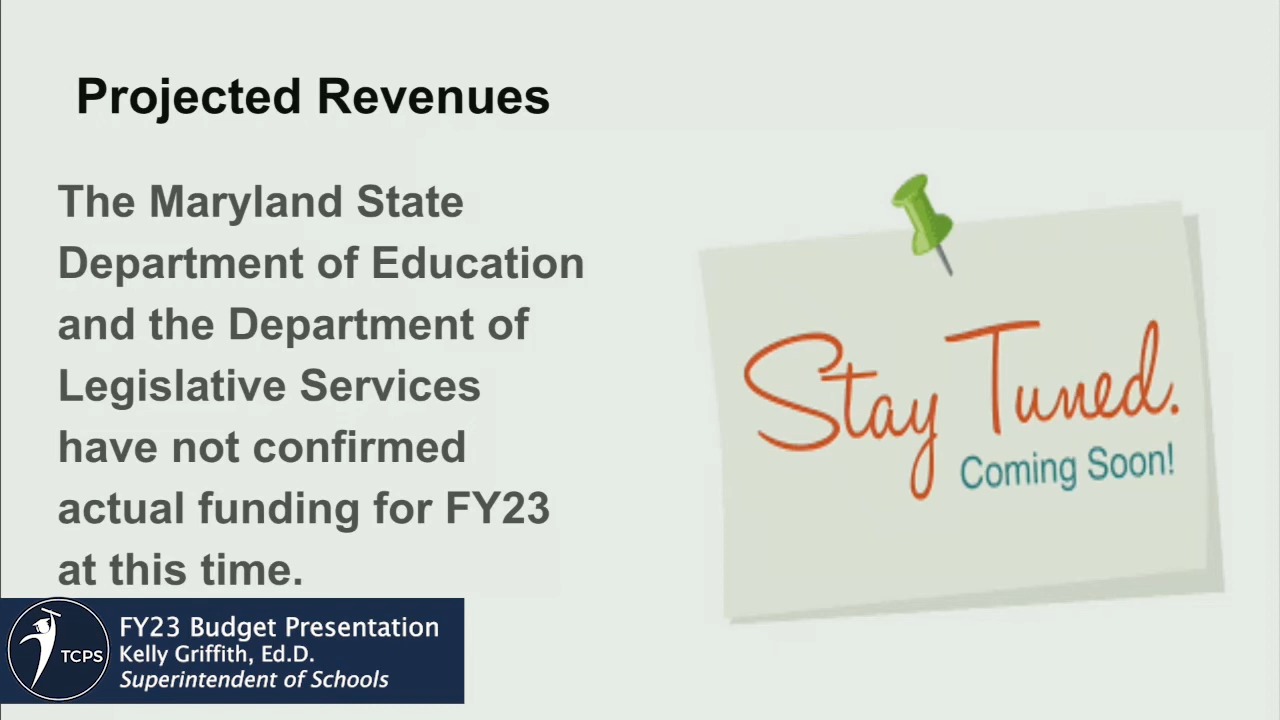 Projected Revenues
The Maryland State
Department of Education
and the Department of
Legislative Services
have not confirmed
actual funding for FY23
at this time.
Stay Tuned.
Coming Soon!
TCPS
FY23 Budget Presentation
Kelly Griffith, Ed.D.
Superintendent of Schools